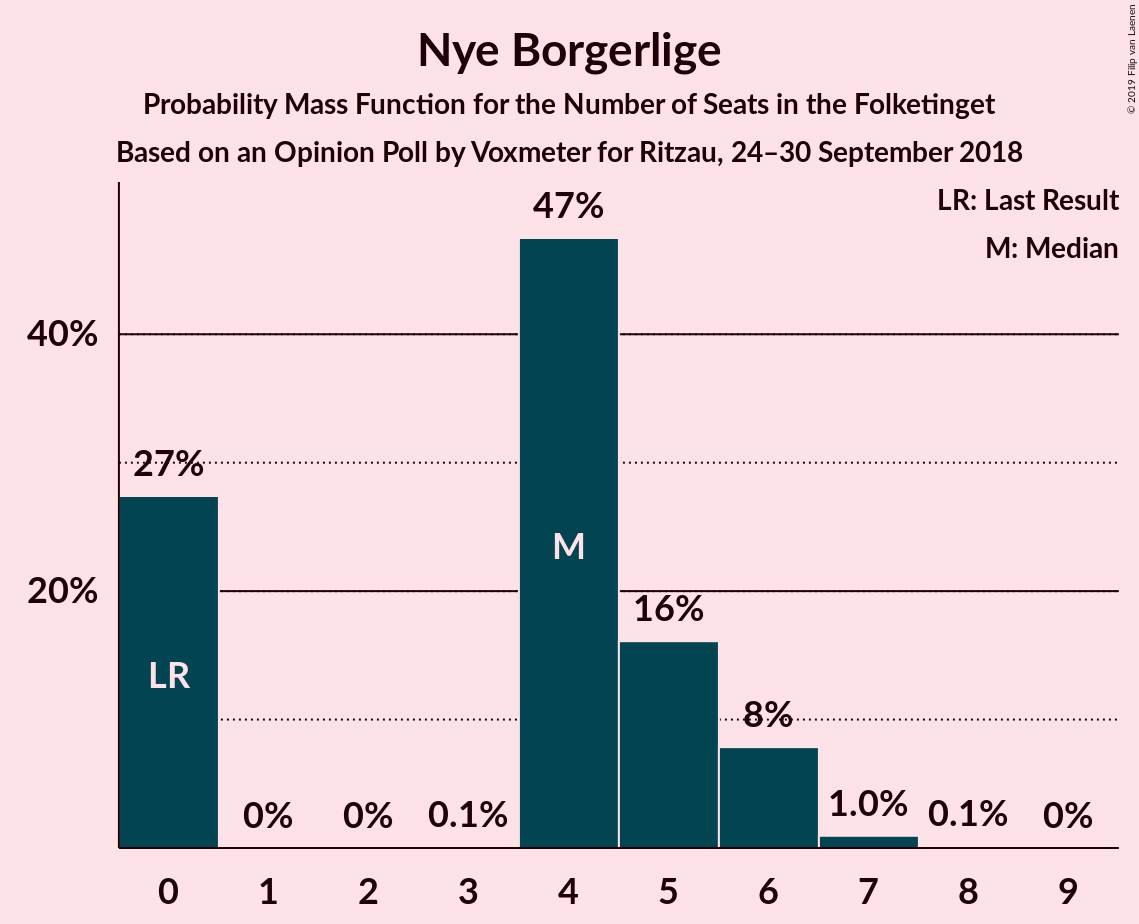 Nye Borgerlige
Probability Mass Function for the Number of Seats in the Folketinget
Based on an Opinion Poll by Voxmeter for Ritzau, 24–30 September 2018
© 2019 Filip van Laenen
LR: Last Result
M: Median
47%
40%
27%
M
20%
16%
LR
8%
0%
0%
0.1%
1.0%
0.1%
0%
0 1 2 3 4 5 6 7 8 9